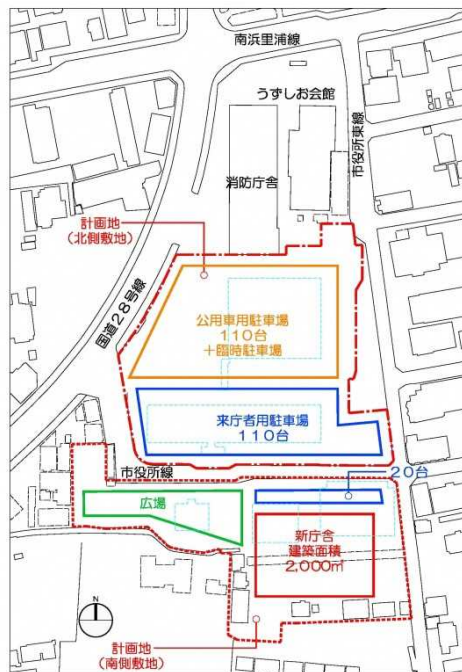 南浜里浦線
うずしお会館
市役所東線
消防庁舎
計画地
(北側敷地)
国道28号線
公用車用駐車場
110台
+臨時駐車場
来庁者用駐車場
110台
市役所線
20台
広場
新庁舎
建築面積
2,000㎡
N
計画地
(南側敷地)